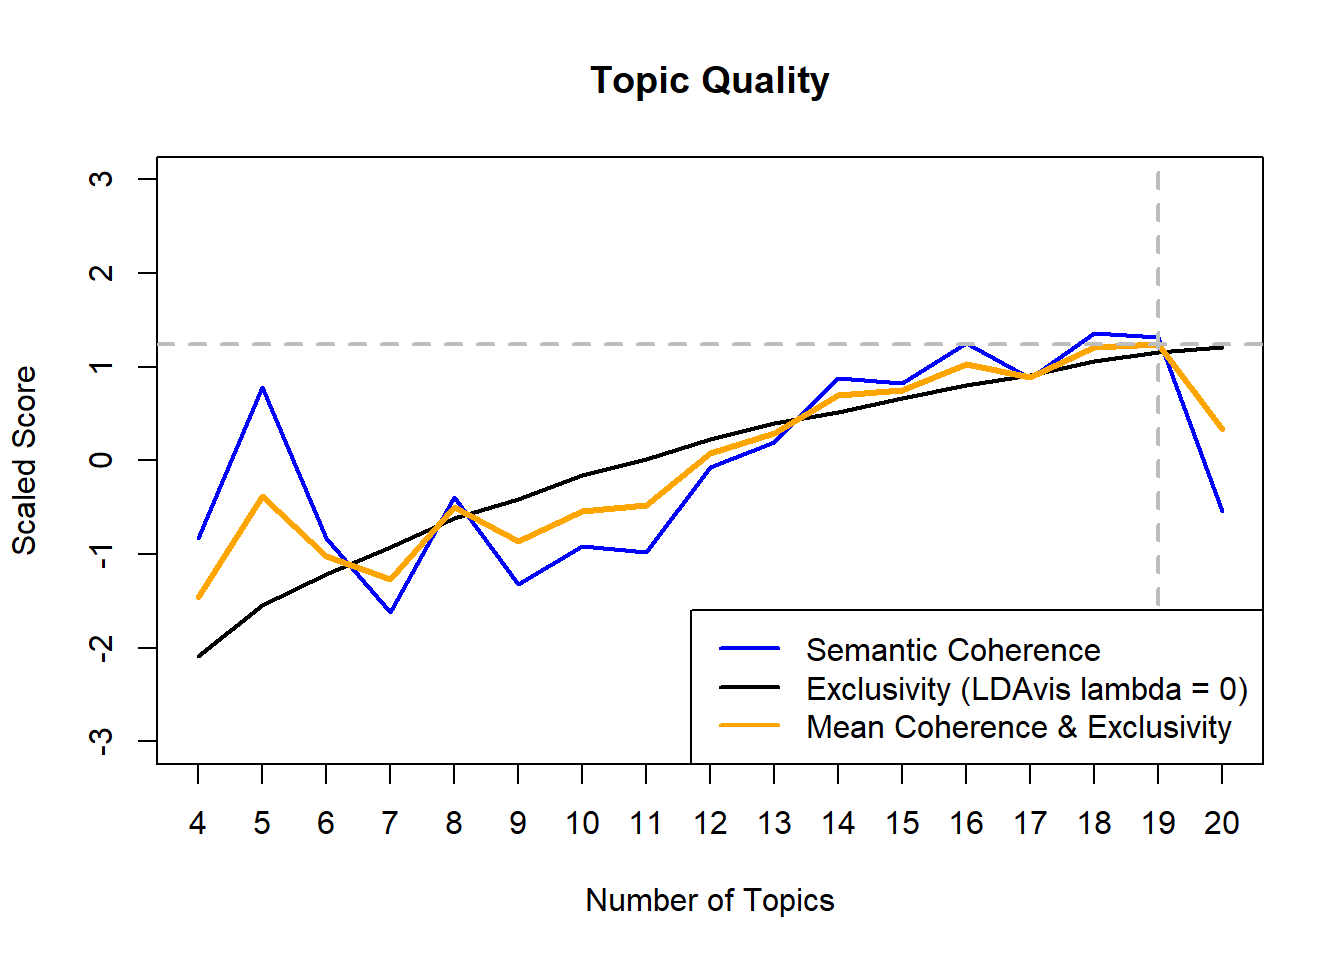 Topic Quality
Scaled Score
3
2
1
0
-1
-2
-3
Semantic Coherence
Exclusivity (LDAvis lambda = 0)
Mean Coherence & Exclusivity
4 5 6 7 8 9 10 11 12 13 14 15 16 17 18 19 20
Number of Topics